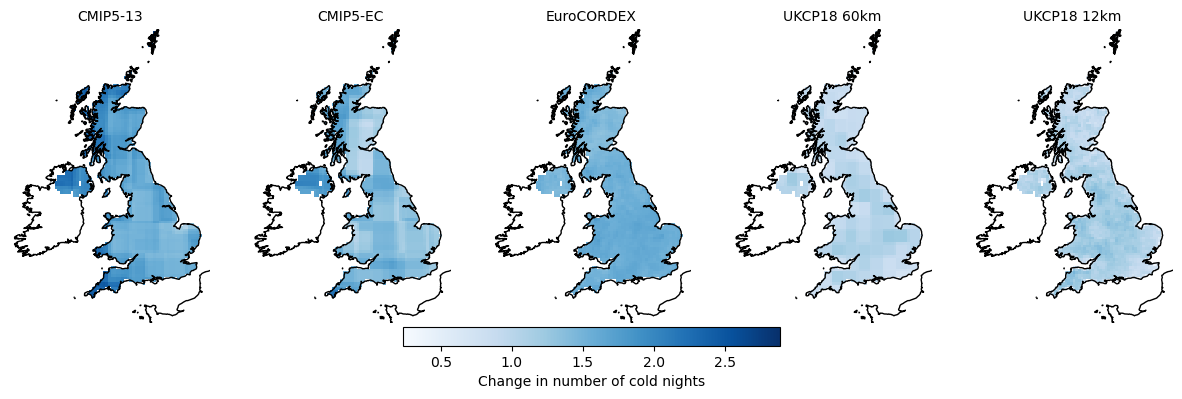 CMIP5-13 CMIP5-EC EuroCORDEX UKCP18 60km UKCP18 12km
0.5 1.0 1.5 2.0 2.5
Change in number of cold nights